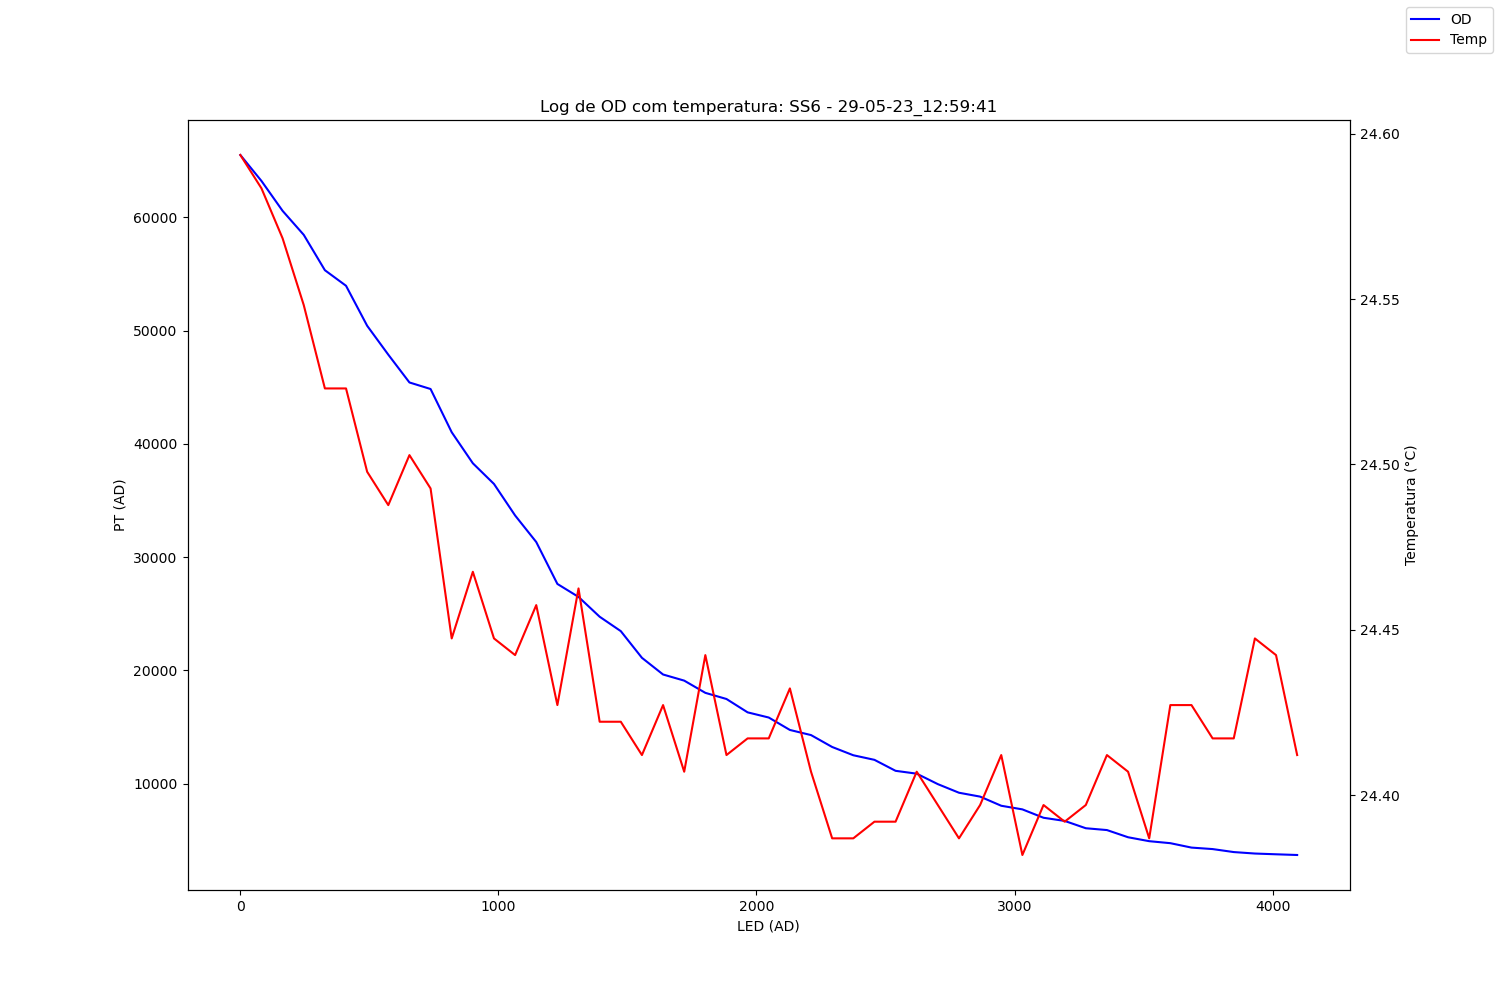 OD
Temp
Log de OD com temperatura: SS6 - 29-05-23_12:59:41
60000
50000
40000
30000
20000
10000
PT (AD)
24.60
24.55
24.50
24.45
24.40
Temperatura (°C)
0 1000 2000 3000 4000
LED (AD)